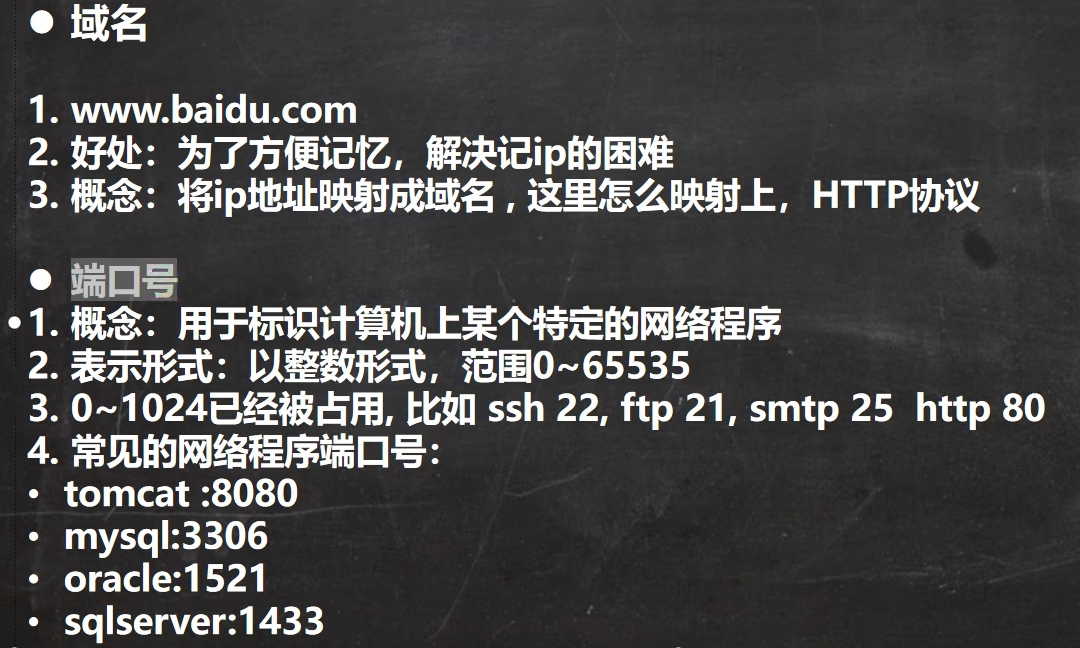 ● 域名
1. www.baidu.com
2. 好处：为了方便记忆，解决记ip的困难
3. 概念：将ip地址映射成域名 , 这里怎么映射上，HTTP协议
● 端口号
•1. 概念：用于标识计算机上某个特定的网络程序
2. 表示形式：以整数形式，范围0~65535
3. 0~1024已经被占用, 比如 ssh 22, ftp 21, smtp 25  http 80
4. 常见的网络程序端口号：
• tomcat :8080
• mysql:3306
• oracle:1521
• sqlserver:1433